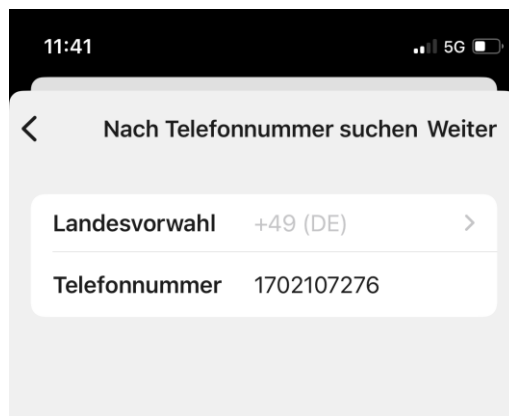 11:41 5G
Nach Telefonnummer suchen Weiter
Landesvorwahl +49 (DE)
Telefonnummer 1702107276